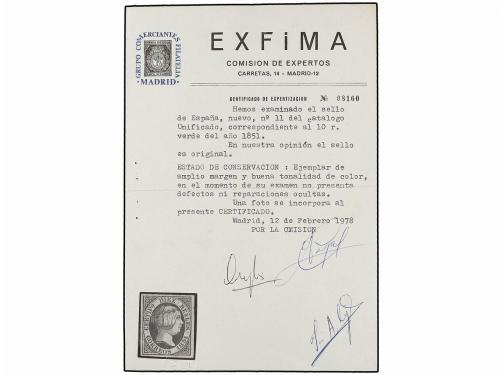 GRUPO COMERCIANTES FILATELIA
·MADRID·
EXFiMA
COMISION DE EXPERTOS
CARRETAS, 14 - MADRID-12
CERTIFICADO DE EXPERTIZACION № 08160
Hemos examinado el sello
de España, nuevo, nº 11 del catalogo
Unificado, correspondiente al 10 r.
verde del año 1851.
En nuestra opinión el sello
es original.
ESTADO DE CONSERVACION : Ejemplar de
amplio margen y buena tonalidad de color,
en el momento de su examen no presenta
defectos ni reparaciones ocultas.
Una foto se incorpora al
presente CERTIFICADO.
Madrid, 12 de Febrero 1978
POR LA CMISION
CERTDO. DIEZ REALES.
CORREOS 1851